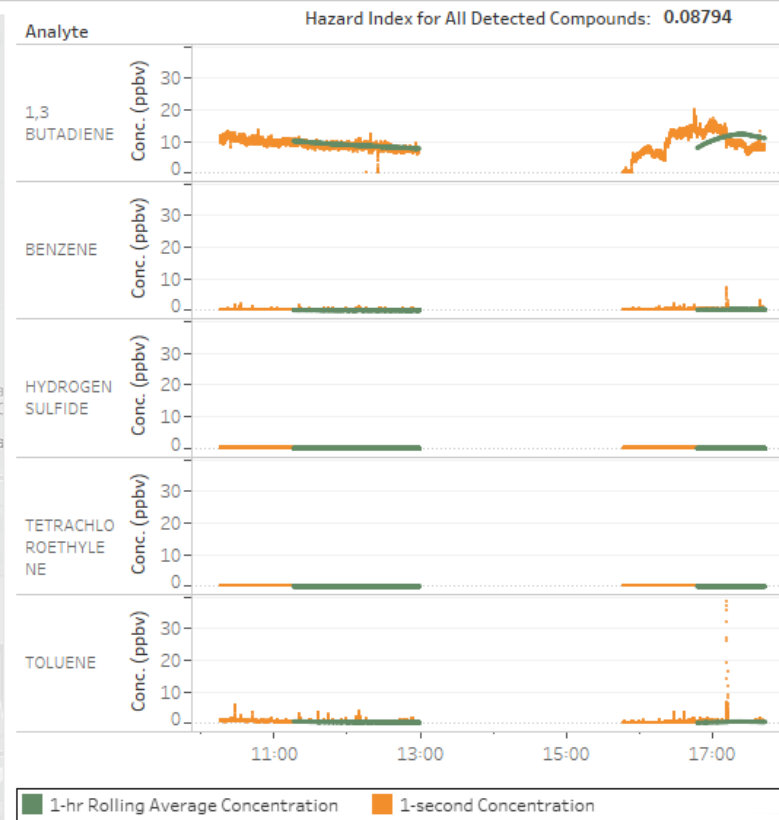 Hazard Index for All Detected Compounds: 0.08794
Analyte
1,3
BUTADIENE
Conc. (ppbv)
30
20
10
0
BENZENE
Conc. (ppbv)
30
20
10
0
HYDROGEN
SULFIDE
Conc. (ppbv)
30
20
10
0
TETRACHLO
ROETHYLE
NE
Conc. (ppbv)
30
20
10
0
TOLUENE
Conc. (ppbv)
30
20
10
0
11:00 13:00 15:00 17:00
1-hr Rolling Average Concentration 1-second Concentration